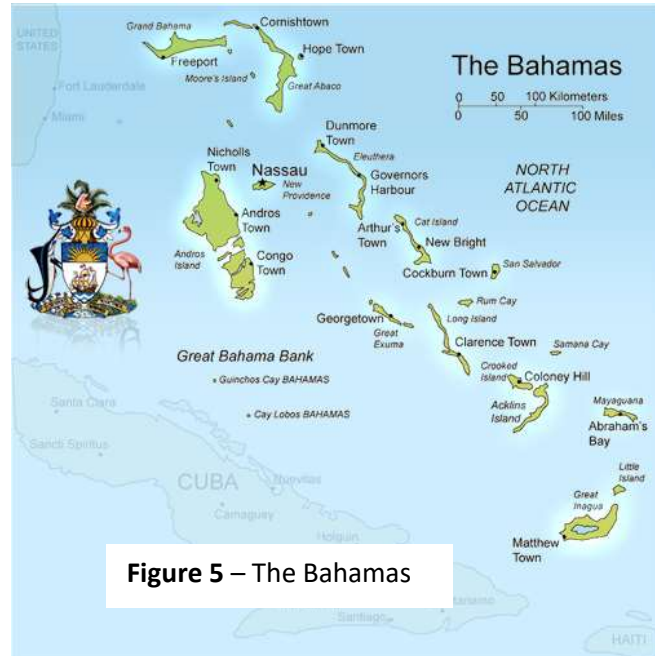 UNITED
STATES
Grand Bahama
Cornishtown
Hope Town
Freeport
Moore's Island
Great Abaco
Fort Lauderdale
Miami
The Bahamas
0 50 100 Kilometers
0 50 100 Miles
Dunmore
Town
Nicholls
Town
Nassau
New
Providence
Eleuthera
Governors
Harbour
NORTH
ATLANTIC
OCEAN
Andros
Town
Arthur's
Town
Cat Island
New Bright
Andros
Island
Congo
Town
Cockburn Town
San Salvador
Rum Cay
Georgetown
Great
Exuma
Long Island
Clarence Town
Samana Cay
Great Bahama Bank
Guinchos Cay BAHAMAS
Crooked
Island
Coloney Hill
Acklins
Island
Mayaguana
Abraham's
Bay
Santa Clara
Cay Lobos BAHAMAS
Sancti Spiritus
Little
Island
CUBA
Nuevitas
Great
Inagua
Camaguey
Holguin
Matthew
Town
Figure 5 – The Bahamas
Santiago
HAITI